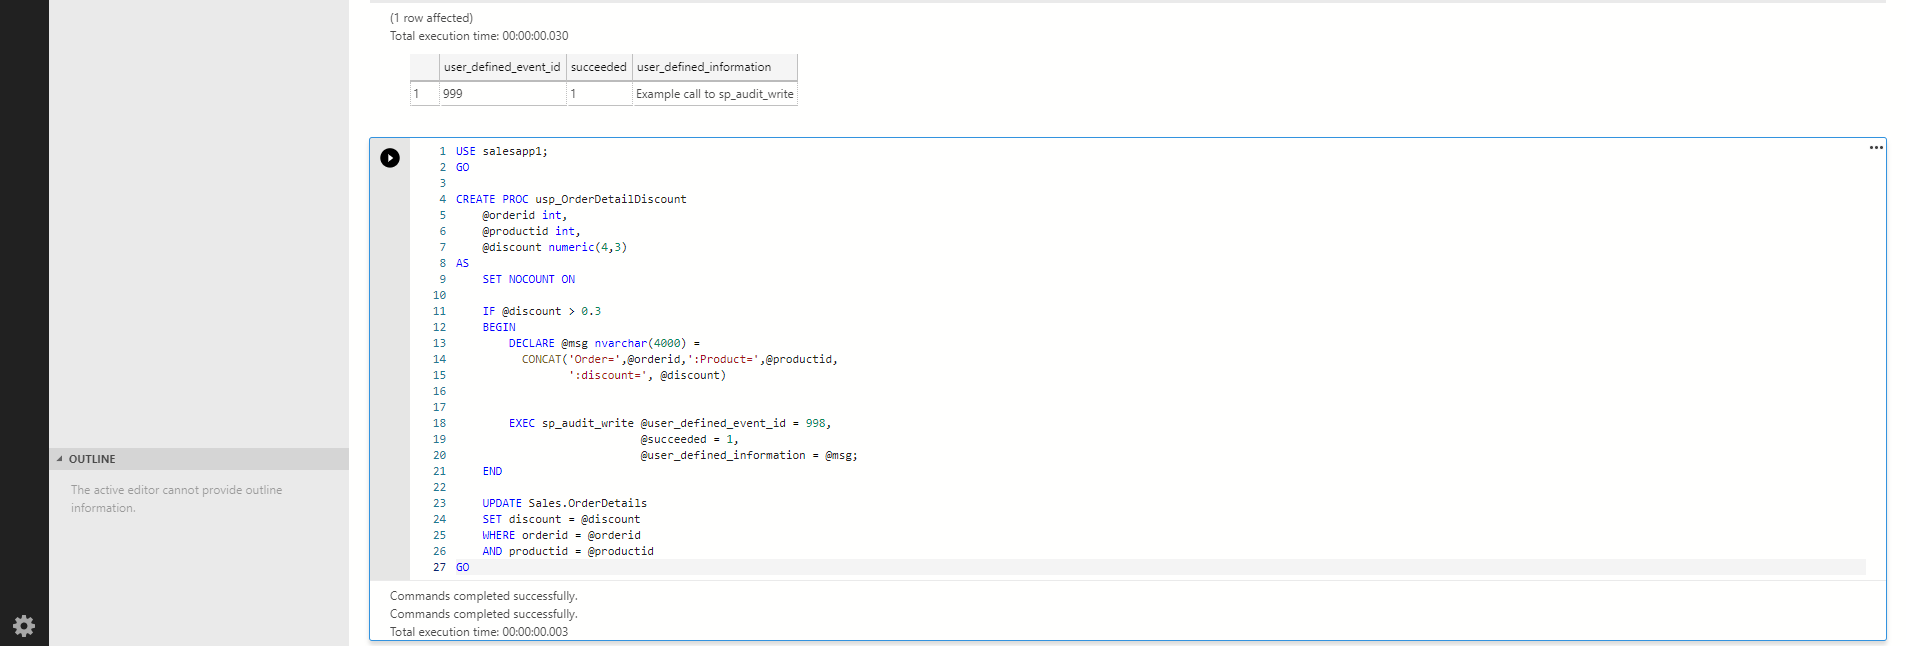 (1 row affected)
Total execution time: 00:00:00.030
user_defined_event_id succeeded user_defined_information
1 999 1 Example call to sp_audit_write
1 USE salesapp1;
2 GO
3
4 CREATE PROC usp_OrderDetailDiscount
5 @orderid int,
6 @productid int,
7 @discount numeric(4,3)
8 AS
9 SET NOCOUNT ON
10
11 IF @discount > 0.3
12 BEGIN
13 DECLARE @msg nvarchar(4000) =
14 CONCAT('Order=',@orderid,':Product=',@productid,
15 ':discount=', @discount)
16
17
18 EXEC sp_audit_write @user_defined_event_id = 998,
19 @succeeded = 1,
20 @user_defined_information = @msg;
21 END
22
23 UPDATE Sales.OrderDetails
24 SET discount = @discount
25 WHERE orderid = @orderid
26 AND productid = @productid
27 GO
Commands completed successfully.
Commands completed successfully.
Total execution time: 00:00:00.003
OUTLINE
The active editor cannot provide outline
information.